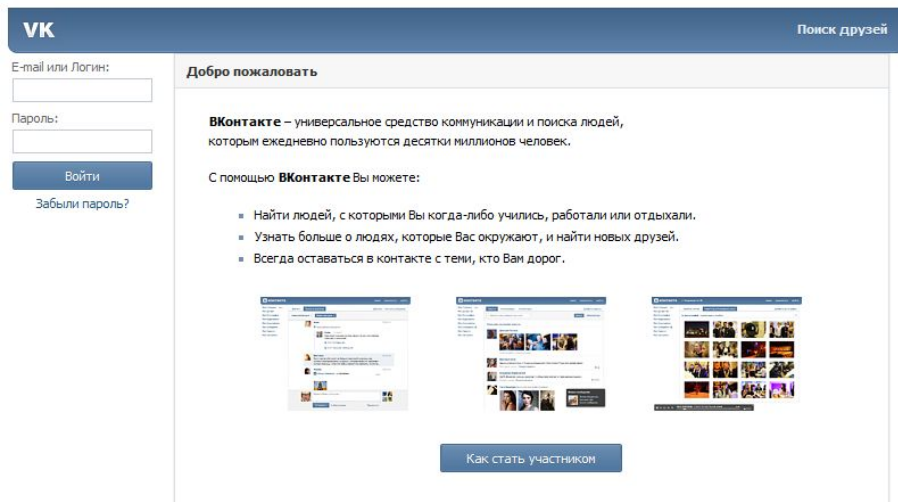 VK
Поиск друзей
E-mail или Логин:
Пароль:
Войти
Забыли пароль?
Добро пожаловать
ВКонтакте – универсальное средство коммуникации и поиска людей,
которым ежедневно пользуются десятки миллионов человек.
С помощью ВКонтакте Вы можете:
Найти людей, с которыми Вы когда-либо учились, работали или отдыхали.
Узнать больше о людях, которые Вас окружают, и найти новых друзей.
Всегда оставаться в контакте с теми, кто Вам дорог.
Как стать участником